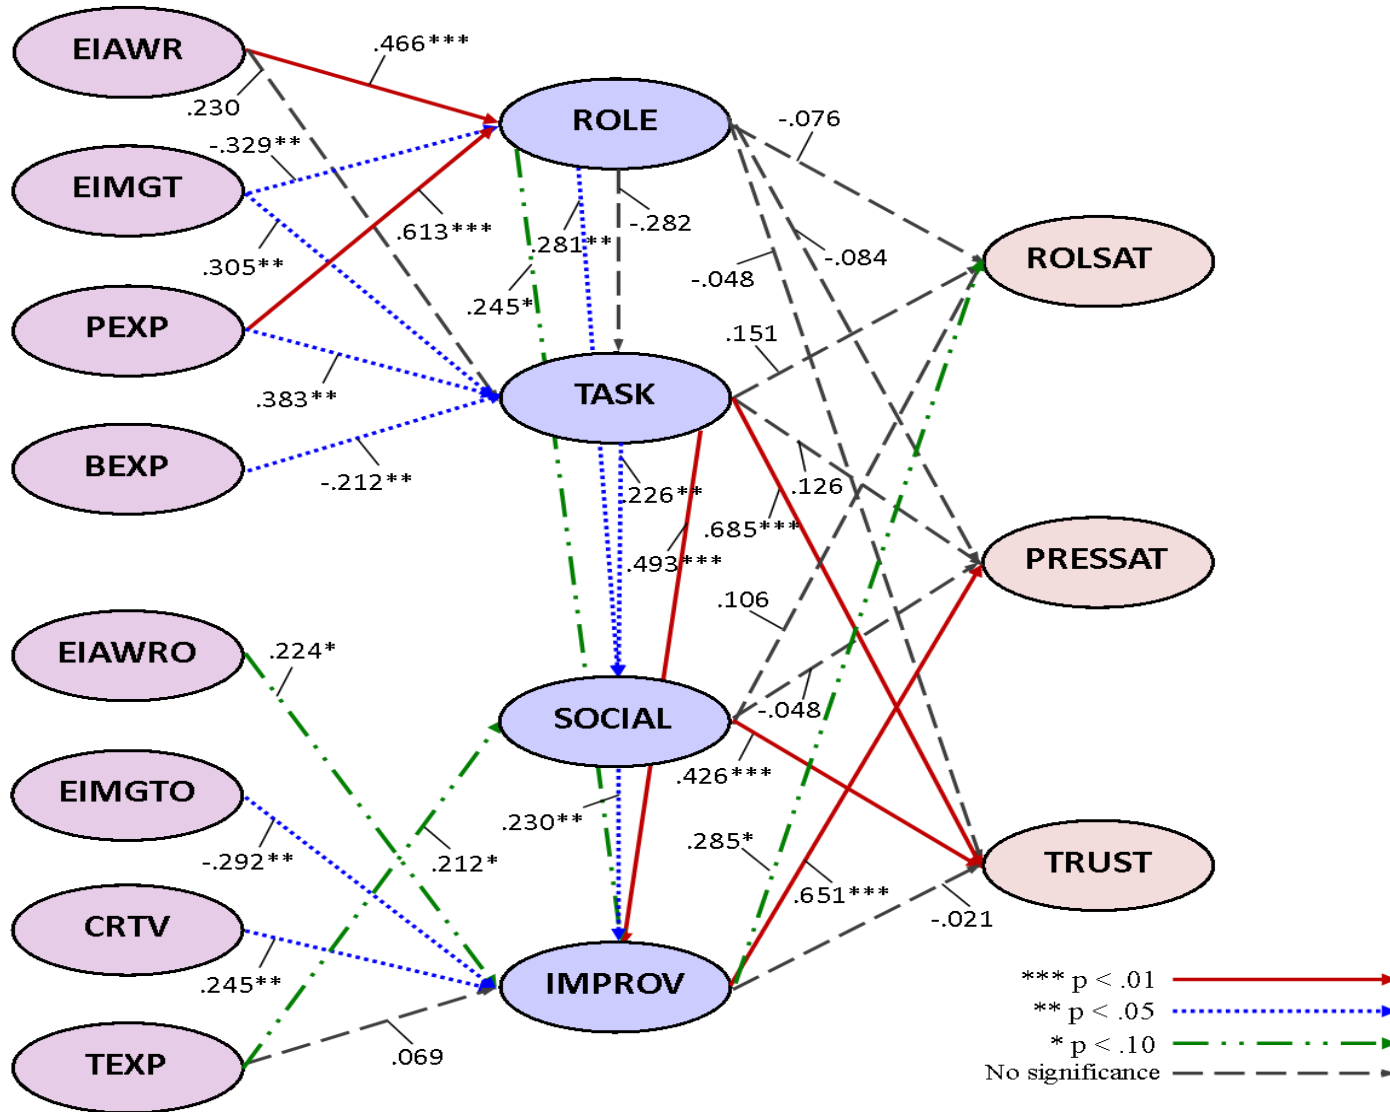 EIAWR
.466***
.230
ROLE
-.076
-.329**
EIMGT
.613***
.281**
-.282
-.048
-.084
ROLSAT
.305**
.245*
PEXP
.151
.383**
TASK
BEXP
-.212**
.226**
.126
.685***
.493***
PRESSAT
.106
EIAWRO
.224*
SOCIAL
-.048
.426***
EIMGTO
-.292**
.212*
.230**
.285*
.651***
TRUST
-.021
CRTV
.245**
IMPROV
TEXP
.069
*** p < .01
** p < .05
* p < .10
No significance